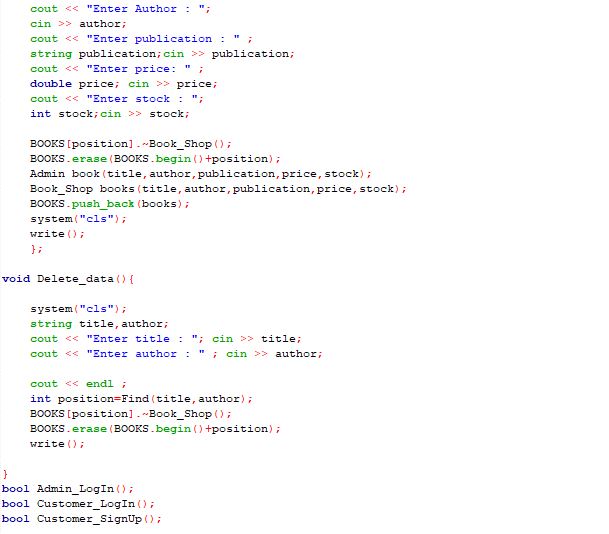 cout << "Enter Author : ";
cin >> author;
cout << "Enter publication : " ;
string publication;cin >> publication;
cout << "Enter price: " ;
double price; cin >> price;
cout << "Enter stock : ";
int stock;cin >> stock;
BOOKS[position].~Book_Shop();
BOOKS.erase(BOOKS.begin()+position);
Admin book(title,author,publication,price,stock);
Book_Shop books(title,author,publication,price,stock);
BOOKS.push_back(books);
system("cls");
write();
};
void Delete_data(){
system("cls");
string title,author;
cout << "Enter title : "; cin >> title;
cout << "Enter author : " ; cin >> author;
cout << endl ;
int position=Find(title,author);
BOOKS[position].~Book_Shop();
BOOKS.erase(BOOKS.begin()+position);
write();
}
bool Admin_LogIn();
bool Customer_LogIn();
bool Customer_SignUp();